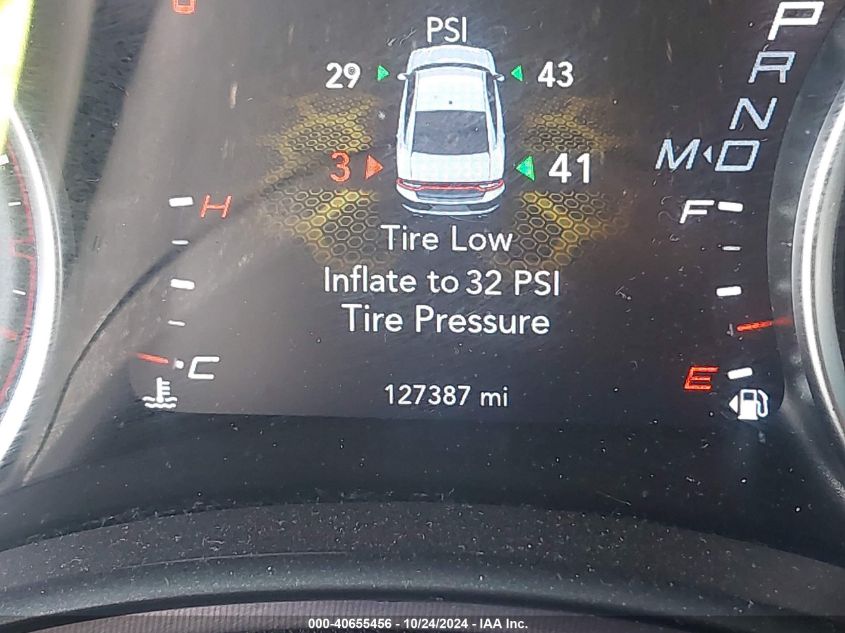 PSI
P
29 43
R
N
3 41
M D
H F
Tire Low
Inflate to 32 PSI
Tire Pressure
C E
127387 mi
000-40655456 - 10/24/2024 - IAA Inc.